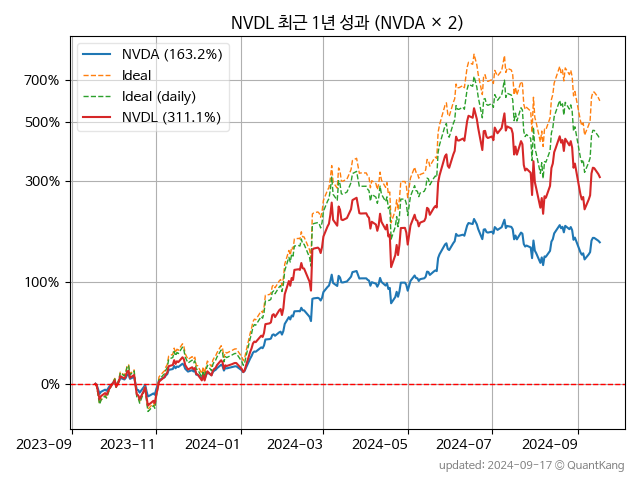 NVDL 최근 1년 성과 (NVDA × 2)
NVDA (163.2%)
Ideal
Ideal (daily)
NVDL (311.1%)
700%
500%
300%
100%
0%
2023-09
2023-11
2024-01
2024-03
2024-05
2024-07
2024-09
updated: 2024-09-17 © QuantKang